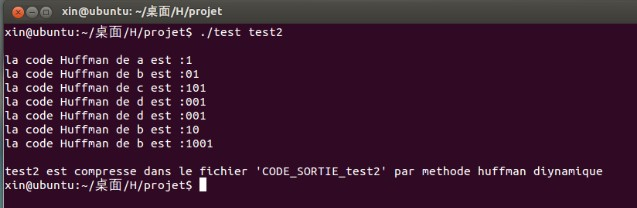 xin@ubuntu: ~/桌面/H/projet
xin@ubuntu:~/桌面/H/projet$ ./test test2
la code Huffman de a est :1
la code Huffman de b est :01
la code Huffman de c est :101
la code Huffman de d est :001
la code Huffman de d est :001
la code Huffman de b est :10
la code Huffman de b est :1001
test2 est compresse dans le fichier 'CODE_SORTIE_test2' par methode huffman diynamique
xin@ubuntu:~/桌面/H/projet$